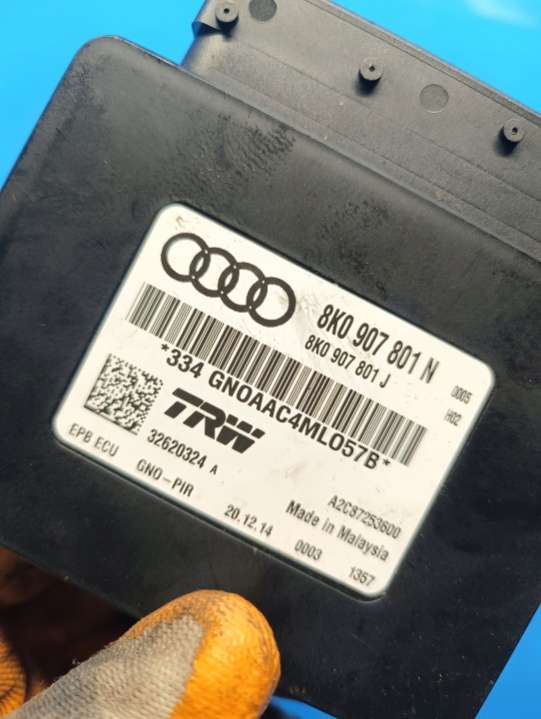 8K0 907 801 N 0005
8K0 907 801 J H02
*334 GNOAAC4ML057B*
TRW
32620324 A
EPB ECU
GNO-PIR
A2C87253600
20.12.14 Made in Malaysia
0003 1357